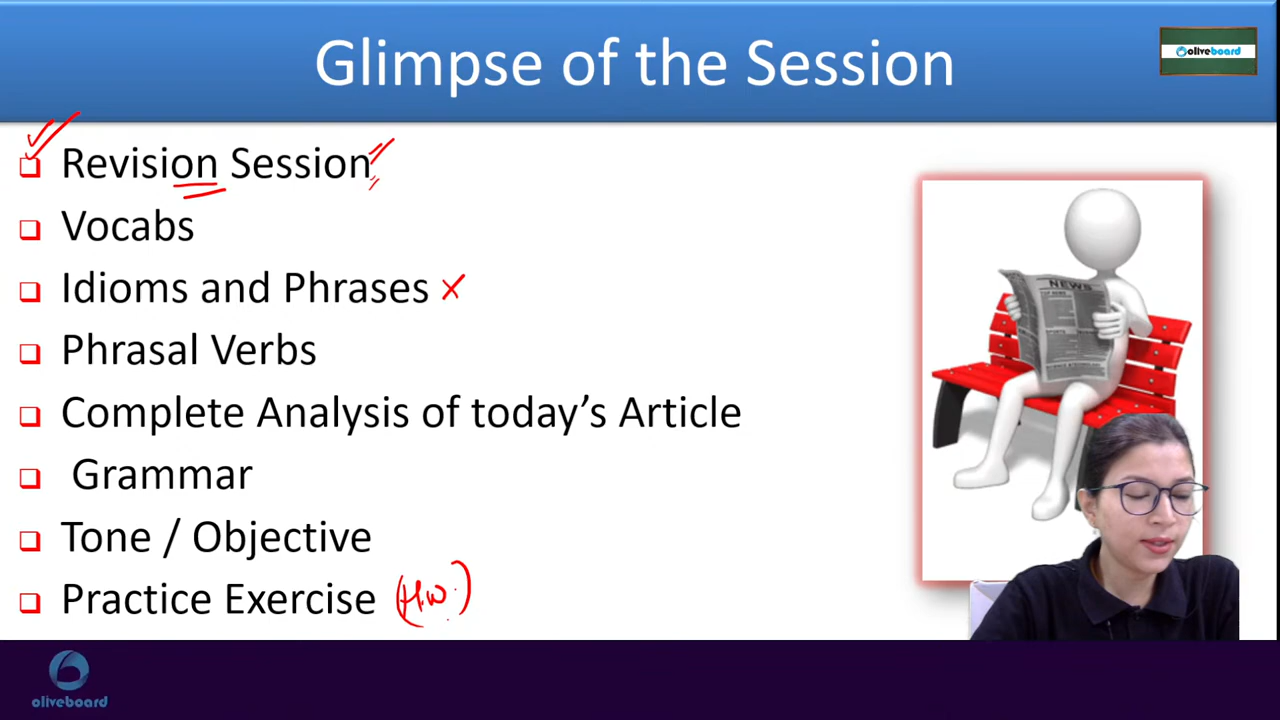 Glimpse of the Session
oliveboard
Revision Session
Vocabs
Idioms and Phrases
Phrasal Verbs
Complete Analysis of today's Article
Grammar
Tone / Objective
Practice Exercise (H.W.)
NEWS
oliveboard